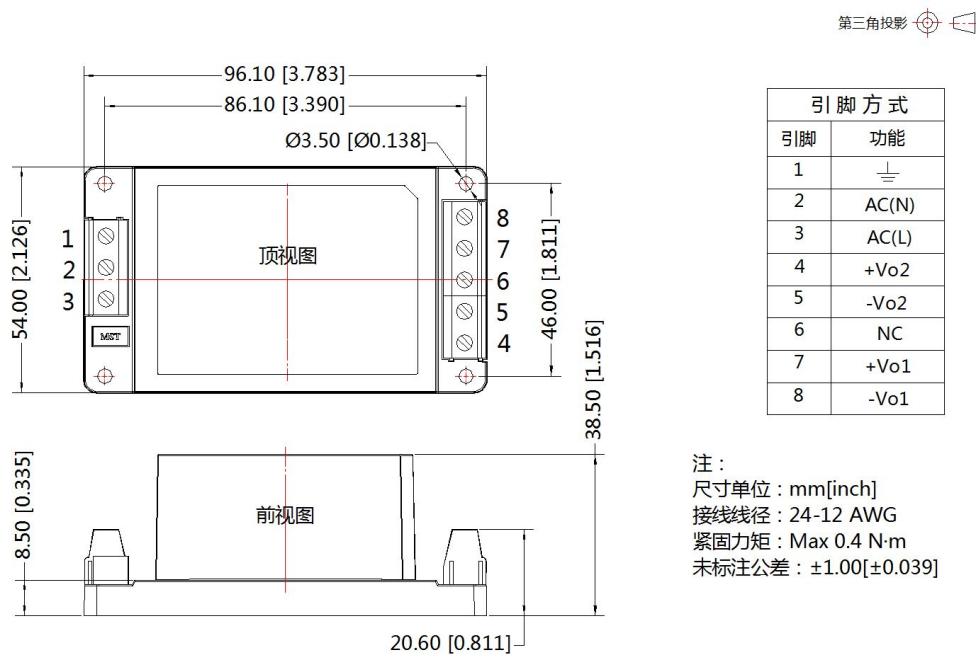 第三角投影
96.10 [3.783]
86.10 [3.390]
Ø3.50 [Ø0.138]
54.00 [2.126]
1
2
3
顶视图
8
7
6
5
4
46.00 [1.811]
38.50 [1.516]
8.50 [0.335]
前视图
20.60 [0.811]
引脚方式
引脚 功能
1
2 AC(N)
3 AC(L)
4 +Vo2
5 -Vo2
6 NC
7 +Vo1
8 -Vo1
注：
尺寸单位：mm[inch]
接线线径：24-12 AWG
紧固力矩：Max 0.4 N·m
未标注公差：±1.00[±0.039]